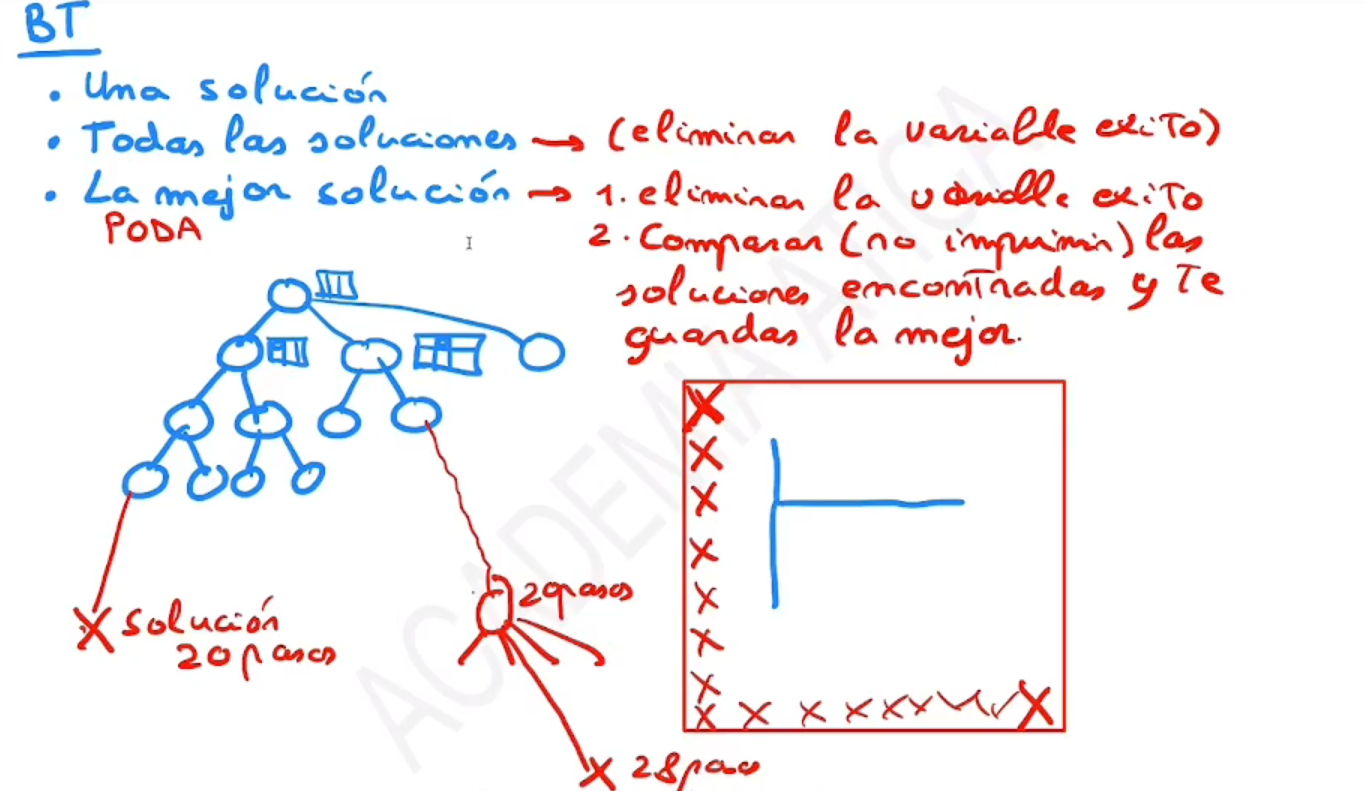 BT
• Una solución
• Todas las soluciones → (eliminar la variable exito)
• La mejor solución → 1. eliminar la variable exito
PODA
2. Comparar (no imprimir) las
soluciones encontradas y te
guardas la mejor.
X solución
20 pasos
20 pasos
X 28 paso
ACADEMIA ATICA